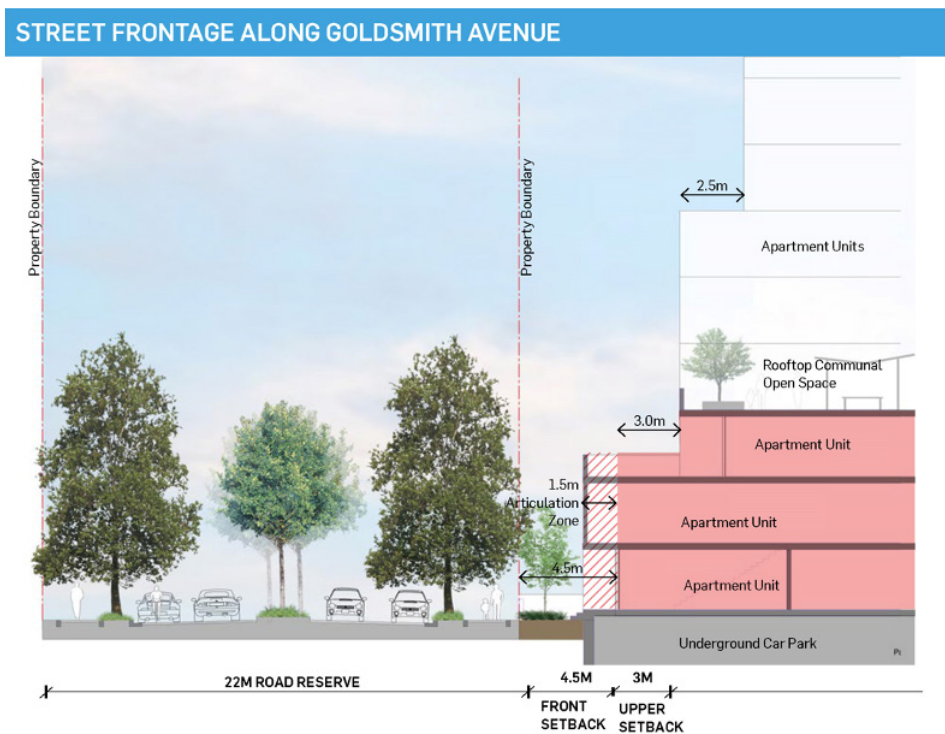 STREET FRONTAGE ALONG GOLDSMITH AVENUE
Property Boundary
Property Boundary
2.5m
Apartment Units
Rooftop Communal
Open Space
3.0m
Apartment Unit
1.5m
Articulation
Zone
Apartment Unit
4.5m
Apartment Unit
Underground Car Park
22M ROAD RESERVE
4.5M
3M
FRONT
SETBACK
UPPER
SETBACK